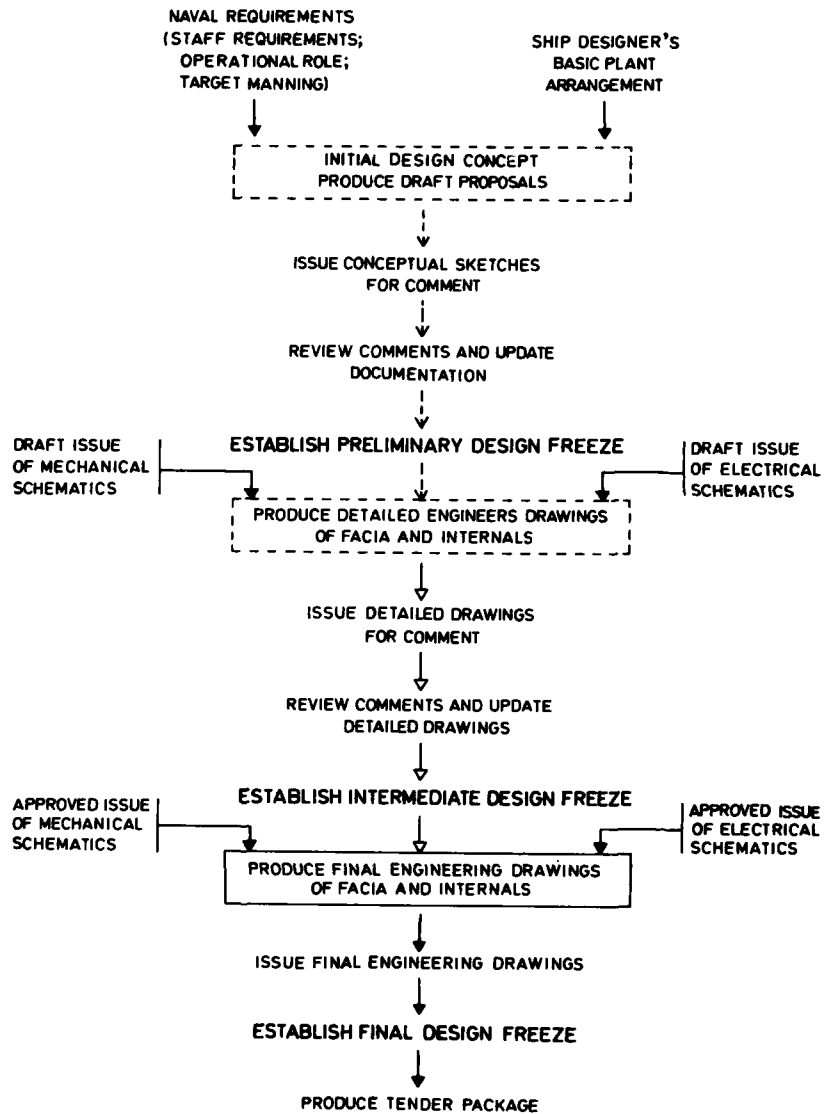 NAVAL REQUIREMENTS
(STAFF REQUIREMENTS;
OPERATIONAL ROLE;
TARGET MANNING)
SHIP DESIGNER'S
BASIC PLANT
ARRANGEMENT
INITIAL DESIGN CONCEPT
PRODUCE DRAFT PROPOSALS
ISSUE CONCEPTUAL SKETCHES
FOR COMMENT
REVIEW COMMENTS AND UPDATE
DOCUMENTATION
ESTABLISH PRELIMINARY DESIGN FREEZE
DRAFT ISSUE
OF MECHANICAL
SCHEMATICS
DRAFT ISSUE
OF ELECTRICAL
SCHEMATICS
PRODUCE DETAILED ENGINEERS DRAWINGS
OF FACIA AND INTERNALS
ISSUE DETAILED DRAWINGS
FOR COMMENT
REVIEW COMMENTS AND UPDATE
DETAILED DRAWINGS
ESTABLISH INTERMEDIATE DESIGN FREEZE
APPROVED ISSUE
OF MECHANICAL
SCHEMATICS
APPROVED ISSUE
OF ELECTRICAL
SCHEMATICS
PRODUCE FINAL ENGINEERING DRAWINGS
OF FACIA AND INTERNALS
ISSUE FINAL ENGINEERING DRAWINGS
ESTABLISH FINAL DESIGN FREEZE
PRODUCE TENDER PACKAGE